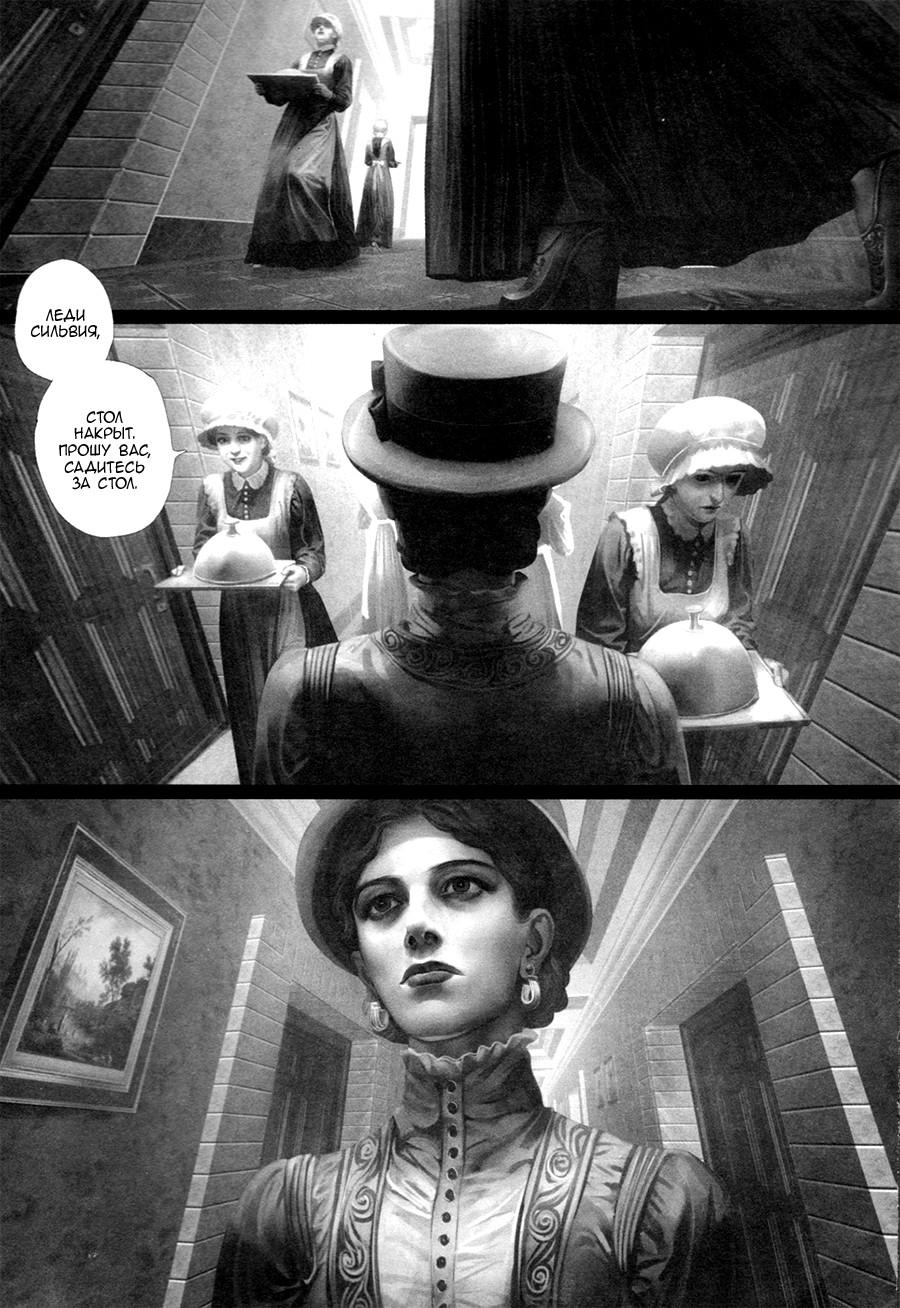 ЛЕДИ
СИЛЬВИЯ,
СТОЛ
НАКРЫТ.
ПРОШУ ВАС,
САДИТЕСЬ
ЗА СТОЛ.